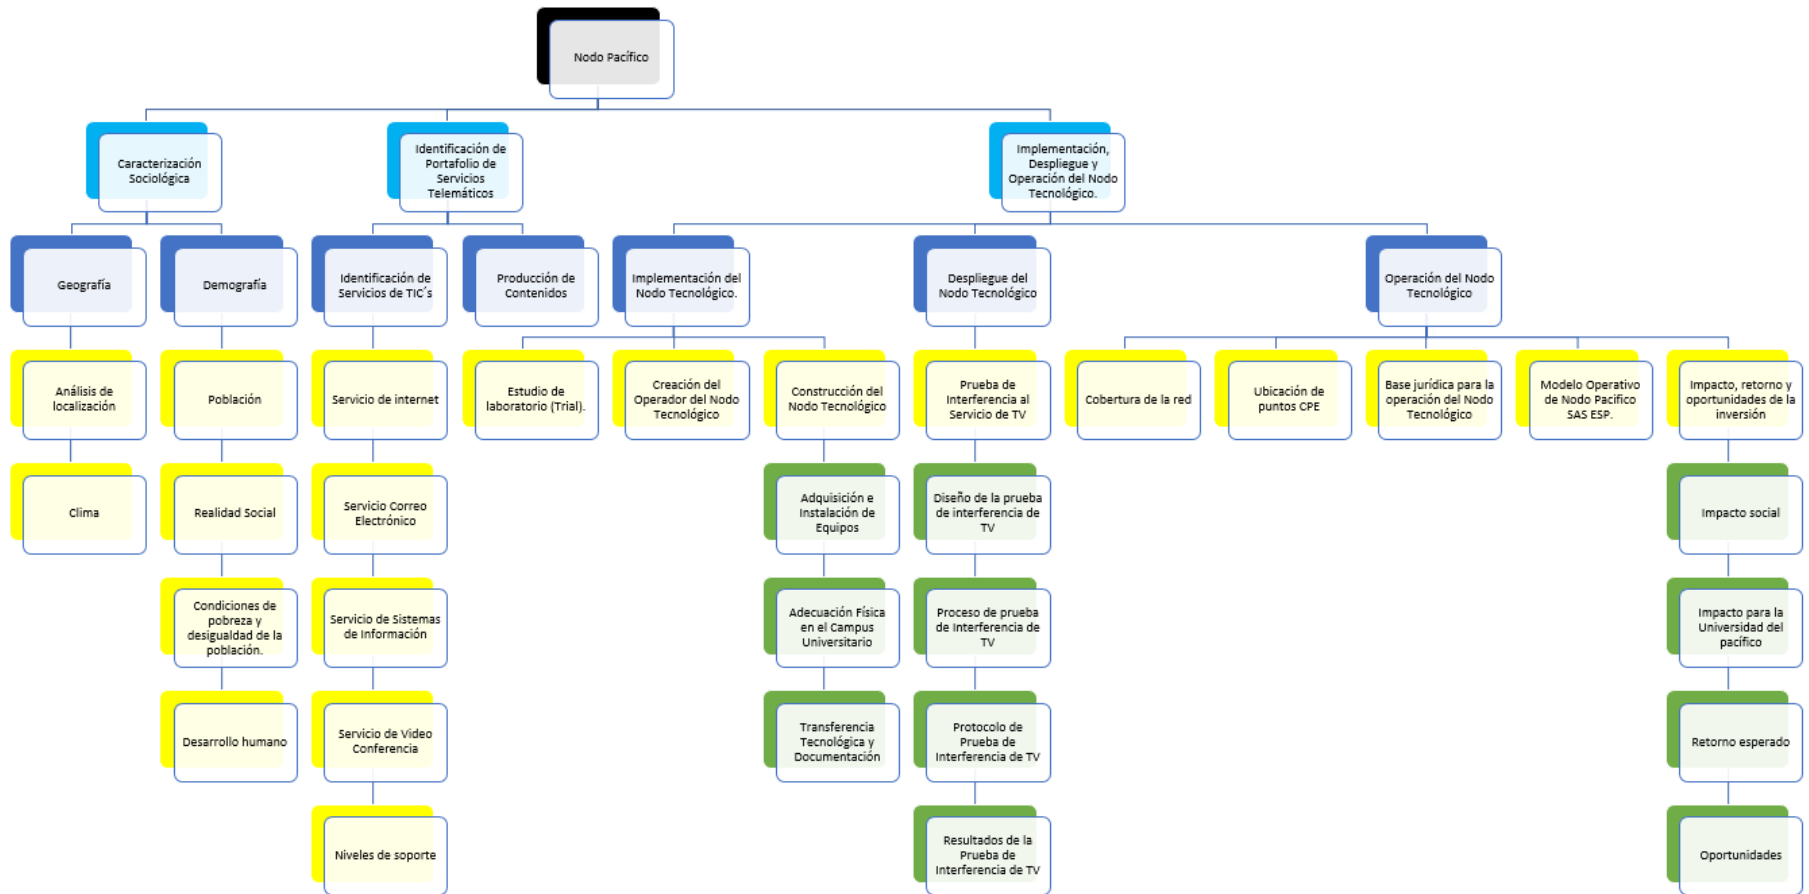 Nodo Pacífico
Caracterización
Sociológica
Identificación de
Portafolio de
Servicios
Telemáticos
Implementación,
Despliegue y
Operación del Nodo
Tecnológico.
Geografía
Demografía
Identificación de
Servicios de TIC´s
Producción de
Contenidos
Implementación del
Nodo Tecnológico.
Despliegue del
Nodo Tecnológico
Operación del Nodo
Tecnológico
Análisis de
localización
Población
Servicio de internet
Estudio de
laboratorio (Trial).
Creación del
Operador del Nodo
Tecnológico
Construcción del
Nodo Tecnológico
Prueba de
Interferencia al
Servicio de TV
Cobertura de la red
Ubicación de
puntos CPE
Base jurídica para la
operación del Nodo
Tecnológico
Modelo Operativo
de Nodo Pacifico
SAS ESP.
Impacto, retorno y
oportunidades de la
inversión
Clima
Realidad Social
Servicio Correo
Electrónico
Adquisición e
Instalación de
Equipos
Diseño de la prueba
de interferencia de
TV
Impacto social
Condiciones de
pobreza y
desigualdad de la
población.
Servicio de Sistemas
de Información
Adecuación Física
en el Campus
Universitario
Proceso de prueba
de Interferencia de
TV
Impacto para la
Universidad del
pacífico
Desarrollo humano
Servicio de Video
Conferencia
Transferencia
Tecnológica y
Documentación
Protocolo de
Prueba de
Interferencia de TV
Retorno esperado
Niveles de soporte
Resultados de la
Prueba de
Interferencia de TV
Oportunidades